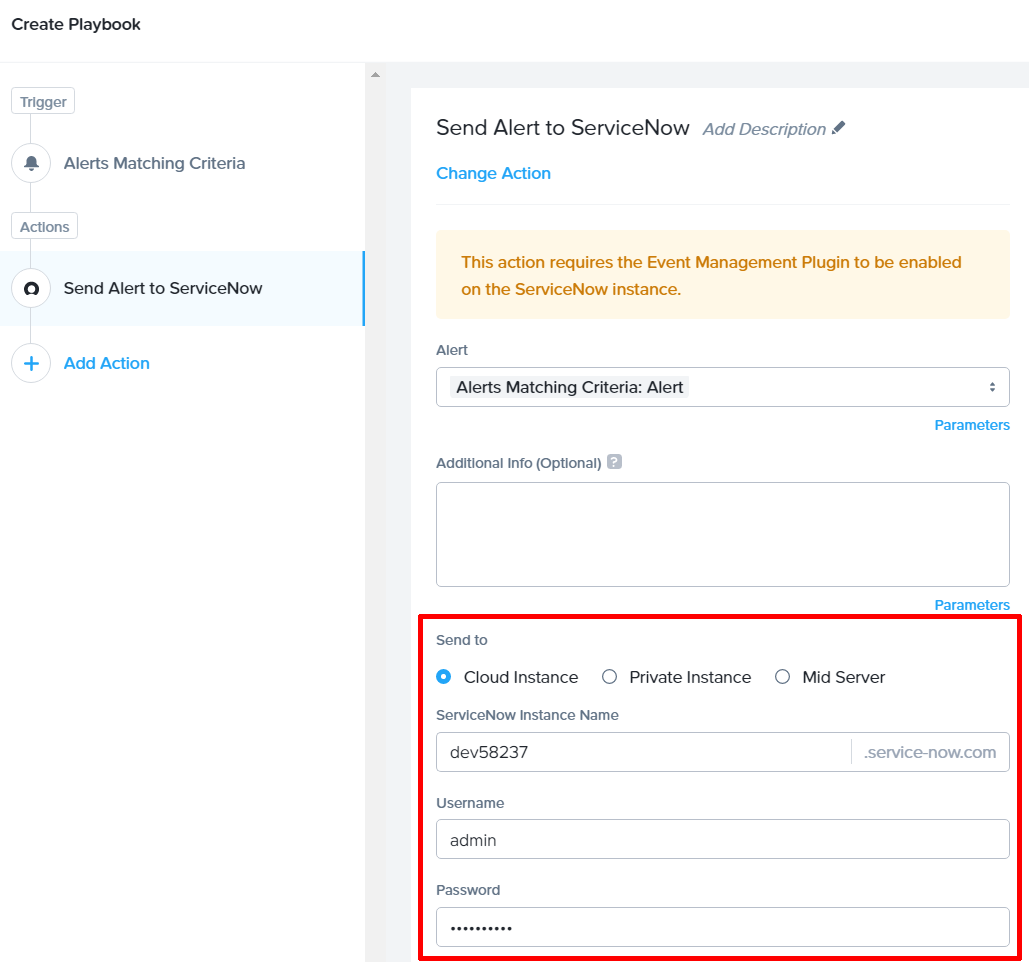 Create Playbook
Trigger
Alerts Matching Criteria
Actions
Send Alert to ServiceNow
Add Action
Send Alert to ServiceNow Add Description
Change Action
This action requires the Event Management Plugin to be enabled
on the ServiceNow instance.
Alert
Alerts Matching Criteria: Alert
Parameters
Additional Info (Optional) ?
Parameters
Send to
Cloud Instance Private Instance Mid Server
ServiceNow Instance Name
dev58237 .service-now.com
Username
admin
Password
••••••••••